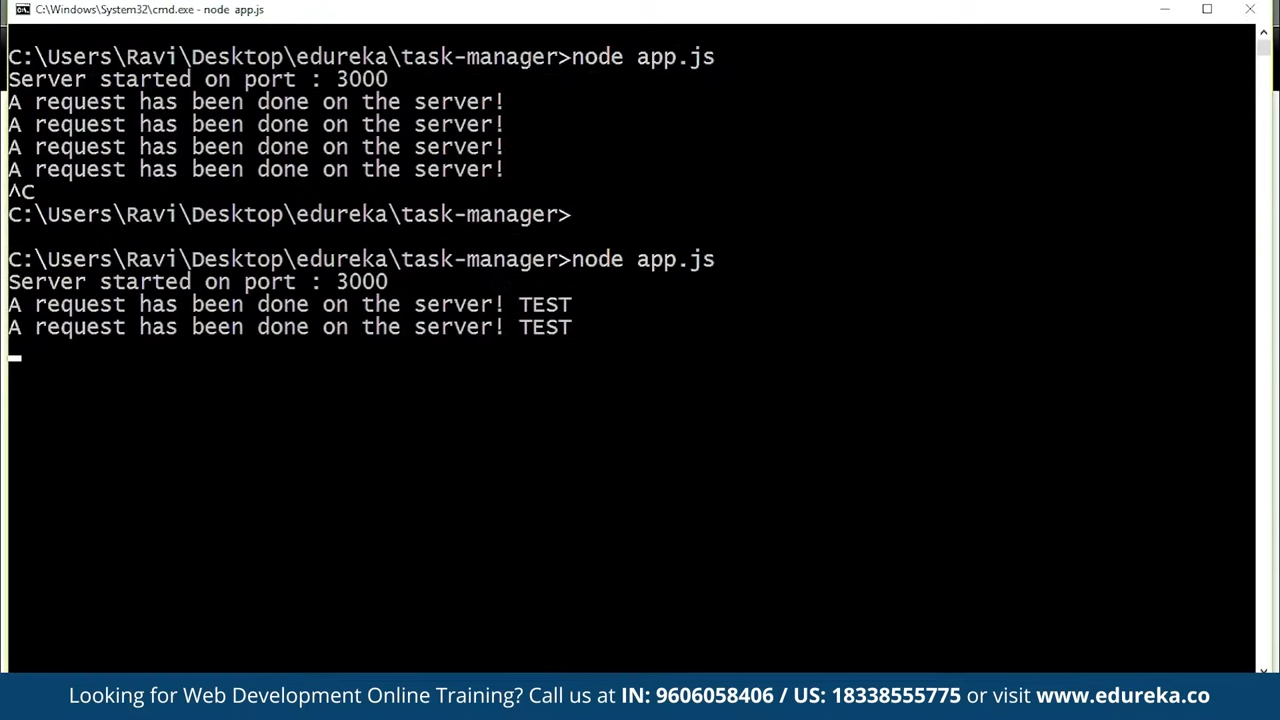 C:\Windows\System32\cmd.exe - node  app.js
C:\Users\Ravi\Desktop\edureka\task-manager>node app.js
Server started on port : 3000
A request has been done on the server!
A request has been done on the server!
A request has been done on the server!
A request has been done on the server!
^C
C:\Users\Ravi\Desktop\edureka\task-manager>
C:\Users\Ravi\Desktop\edureka\task-manager>node app.js
Server started on port : 3000
A request has been done on the server! TEST
A request has been done on the server! TEST
Looking for Web Development Online Training? Call us at IN: 9606058406 / US: 18338555775 or visit www.edureka.co